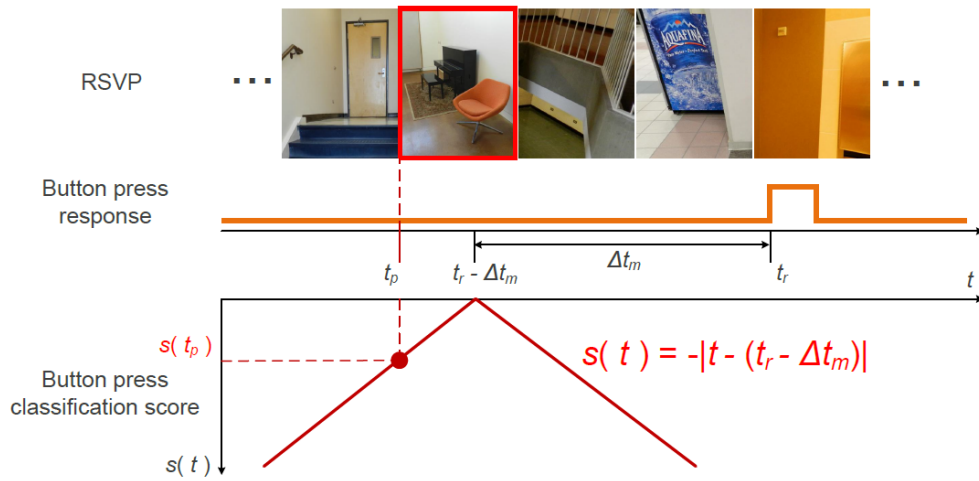 RSVP
...
...
AQUAFINA
Button press
response
Δtₘ
tₚ
tᵣ - Δtₘ
tᵣ
t
s( tₚ )
s( t ) = -|t - (tᵣ - Δtₘ)|
Button press
classification score
s( t )